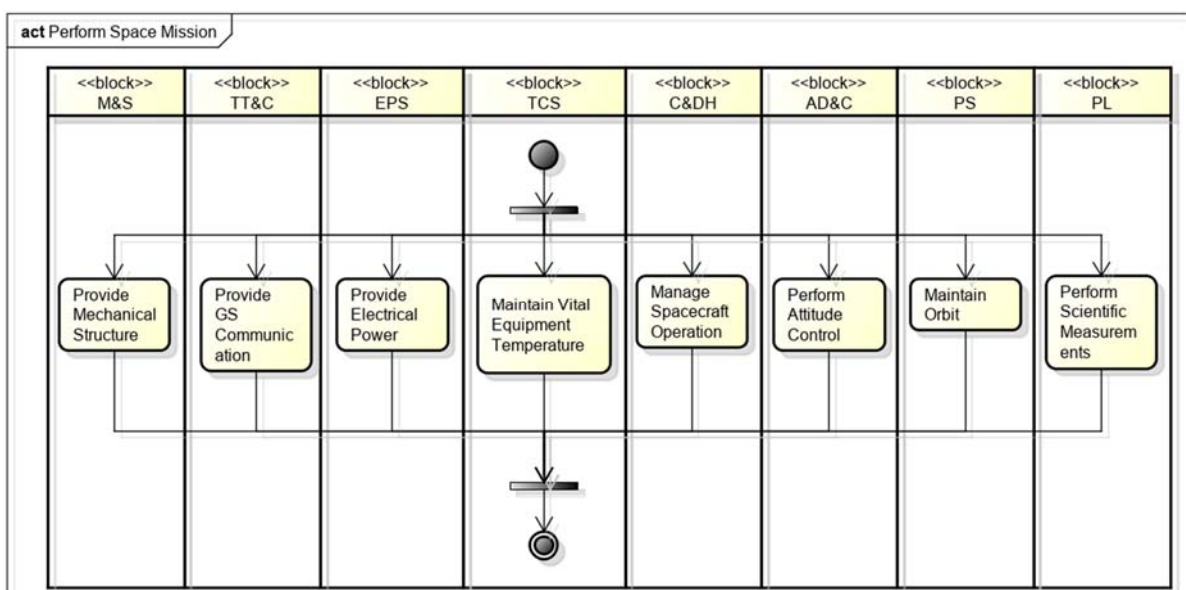 act Perform Space Mission
<<block>>
M&S
<<block>>
TT&C
<<block>>
EPS
<<block>>
TCS
<<block>>
C&DH
<<block>>
AD&C
<<block>>
PS
<<block>>
PL
Provide
Mechanical
Structure
Provide
GS
Communic
ation
Provide
Electrical
Power
Maintain Vital
Equipment
Temperature
Manage
Spacecraft
Operation
Perform
Attitude
Control
Maintain
Orbit
Perform
Scientific
Measurem
ents